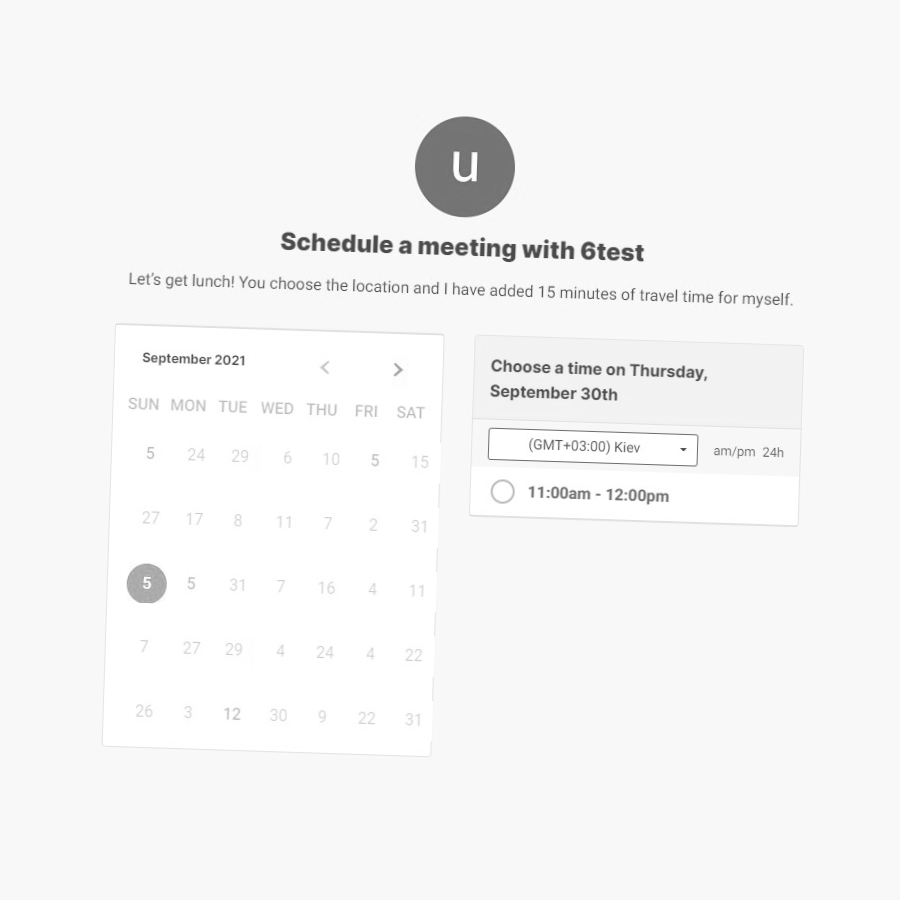 u
Schedule a meeting with 6test
Let's get lunch! You choose the location and I have added 15 minutes of travel time for myself.
September 2021
SUN MON TUE WED THU FRI SAT
5 24 29 6 10 5 15
27 17 8 11 7 2 31
5 5 31 7 16 4 11
7 27 29 4 24 4 22
26 3 12 30 9 22 31
Choose a time on Thursday,
September 30th
(GMT+03:00) Kiev am/pm 24h
11:00am - 12:00pm